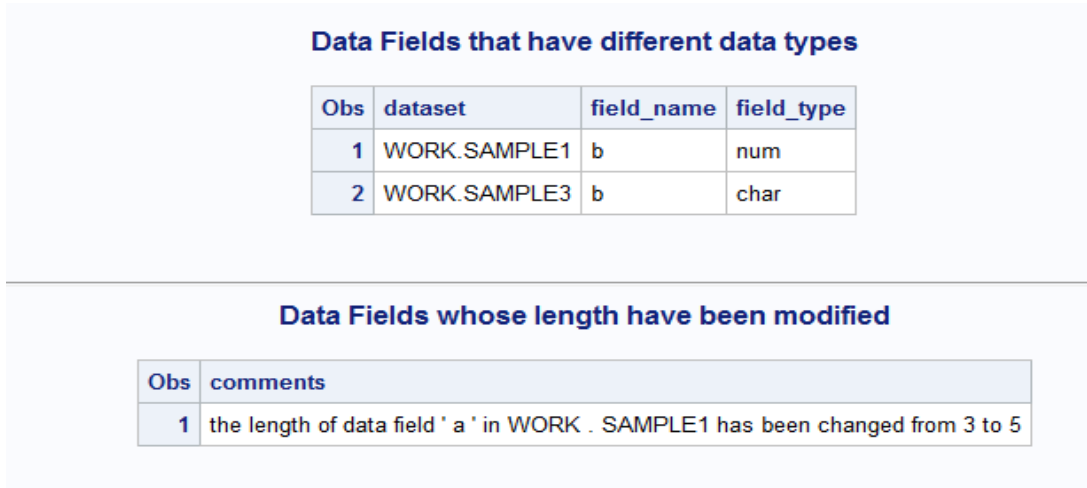 Data Fields that have different data types
Obs dataset field_name field_type
1 WORK.SAMPLE1 b num
2 WORK.SAMPLE3 b char
Data Fields whose length have been modified
Obs comments
1 the length of data field ' a ' in WORK . SAMPLE1 has been changed from 3 to 5